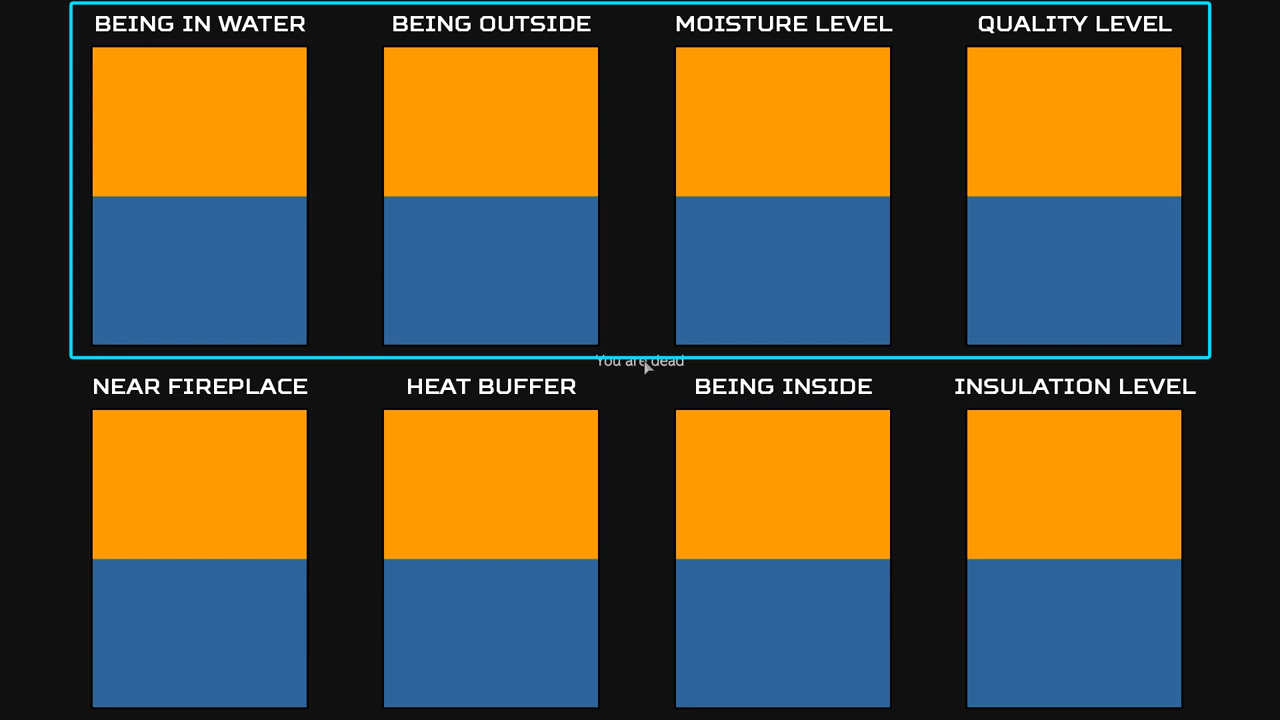 BEING IN WATER
BEING OUTSIDE
MOISTURE LEVEL
QUALITY LEVEL
You are dead
NEAR FIREPLACE
HEAT BUFFER
BEING INSIDE
INSULATION LEVEL